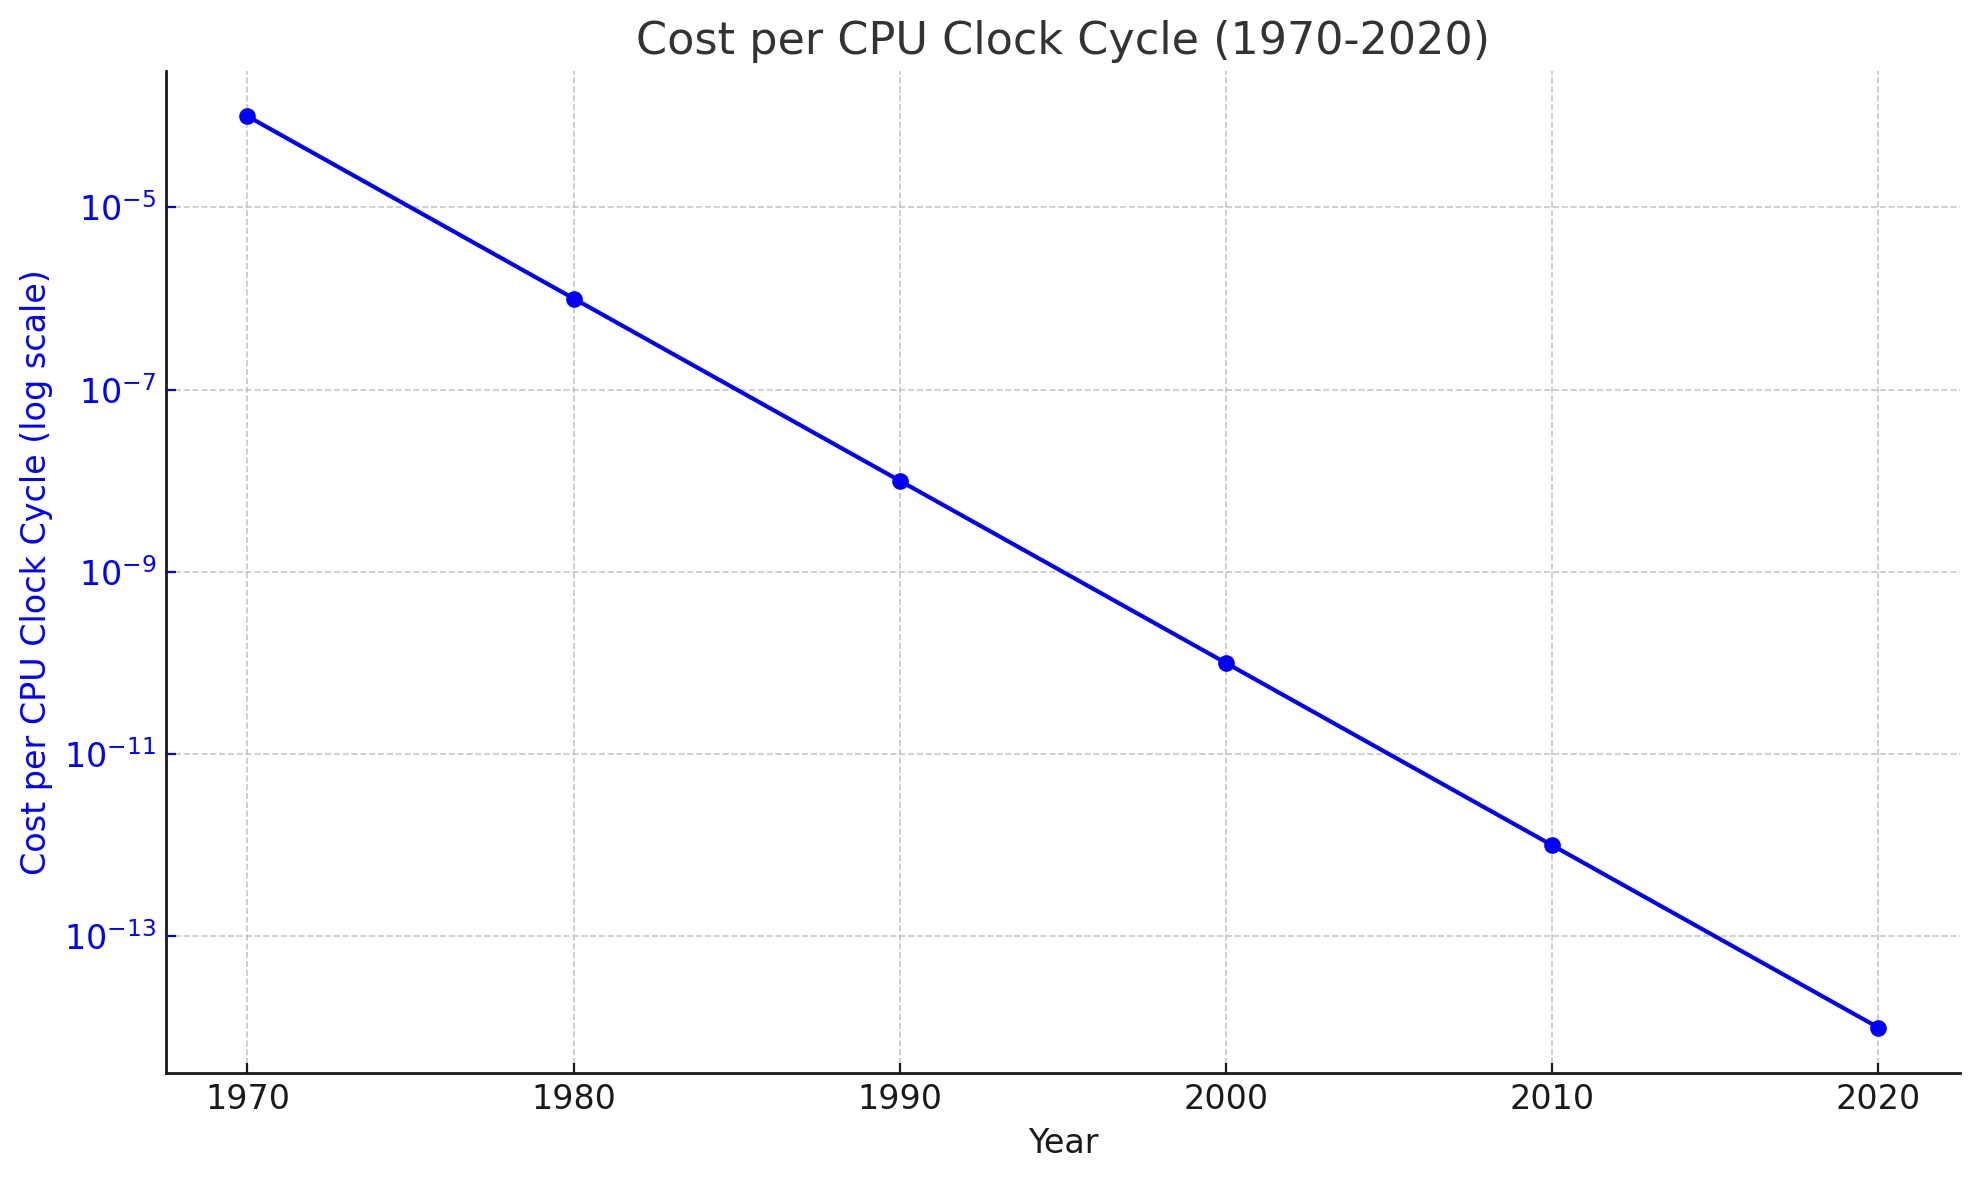 Cost per CPU Clock Cycle (1970-2020)
Cost per CPU Clock Cycle (log scale)
10⁻⁵
10⁻⁷
10⁻⁹
10⁻¹¹
10⁻¹³
1970 1980 1990 2000 2010 2020
Year